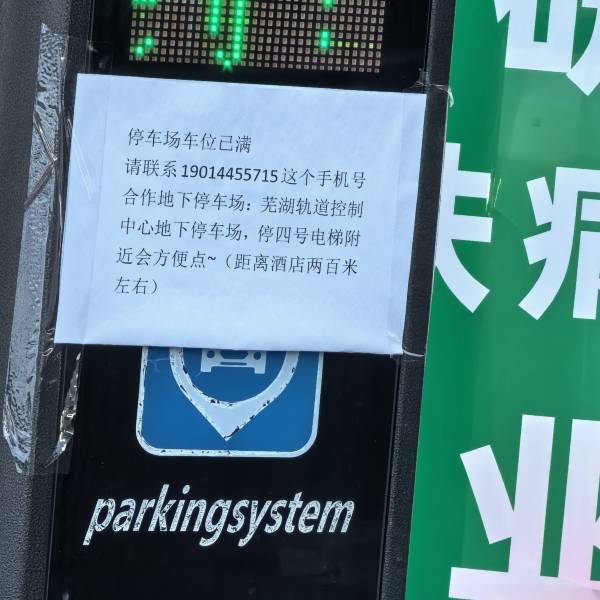 停车场车位已满
请联系19014455715这个手机号
合作地下停车场：芜湖轨道控制
中心地下停车场，停四号电梯附
近会方便点~（距离酒店两百米
左右）
parkingsystem
业